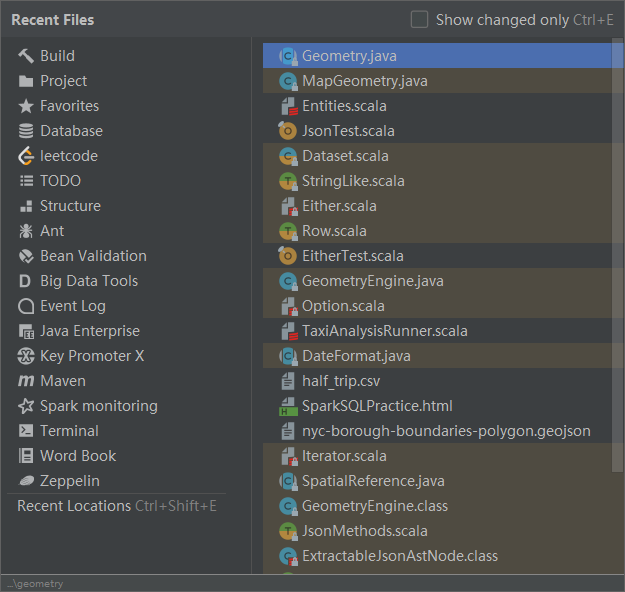 Recent Files
Show changed only Ctrl+E
Build
Project
Favorites
Database
leetcode
TODO
Structure
Ant
Bean Validation
Big Data Tools
Event Log
Java Enterprise
Key Promoter X
Maven
Spark monitoring
Terminal
Word Book
Zeppelin
Recent Locations Ctrl+Shift+E
Geometry.java
MapGeometry.java
Entities.scala
JsonTest.scala
Dataset.scala
StringLike.scala
Either.scala
Row.scala
EitherTest.scala
GeometryEngine.java
Option.scala
TaxiAnalysisRunner.scala
DateFormat.java
half_trip.csv
SparkSQLPractice.html
nyc-borough-boundaries-polygon.geojson
Iterator.scala
SpatialReference.java
GeometryEngine.class
JsonMethods.scala
ExtractableJsonAstNode.class
...\geometry